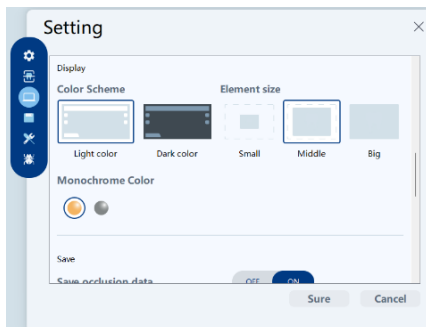 Setting
Display
Color Scheme
Element size
Light color
Dark color
Small
Middle
Big
Monochrome Color
Save
Save occlusion data
OFF
ON
Sure
Cancel